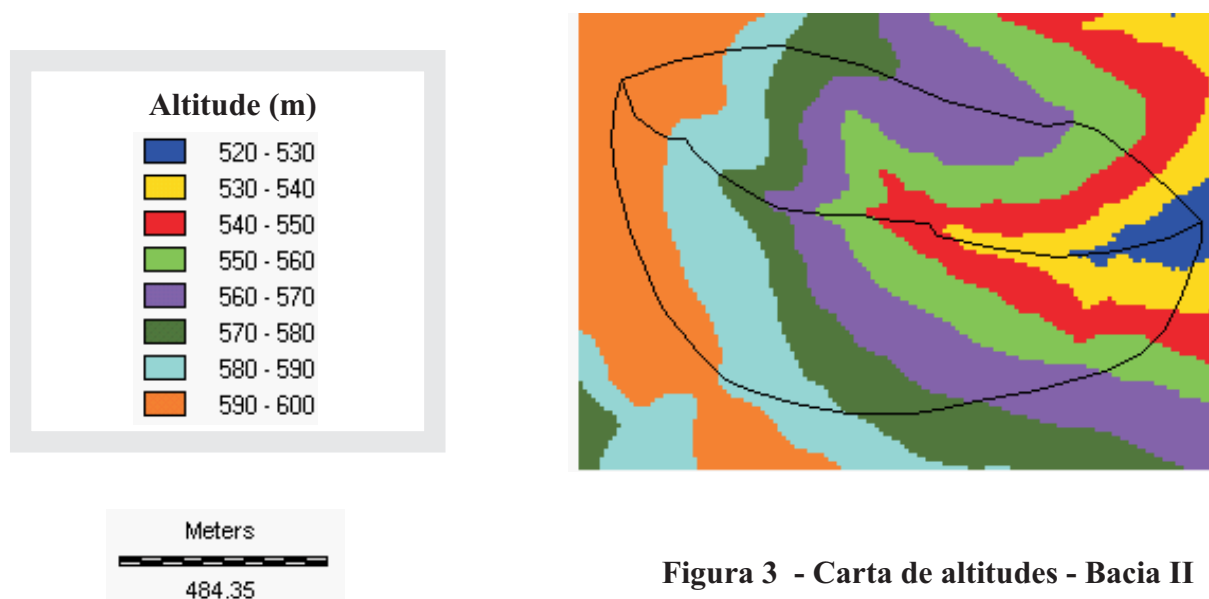 Altitude (m)
520 - 530
530 - 540
540 - 550
550 - 560
560 - 570
570 - 580
580 - 590
590 - 600
Meters
484.35
Figura 3 - Carta de altitudes - Bacia II